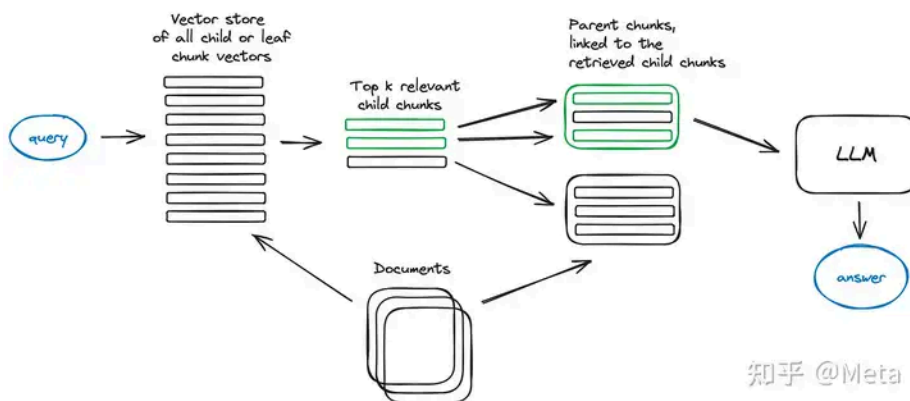 Vector store
of all child or leaf
chunk vectors
Parent chunks,
linked to the
retrieved child chunks
Top k relevant
child chunks
query
LLM
Documents
answer
知乎 @Meta